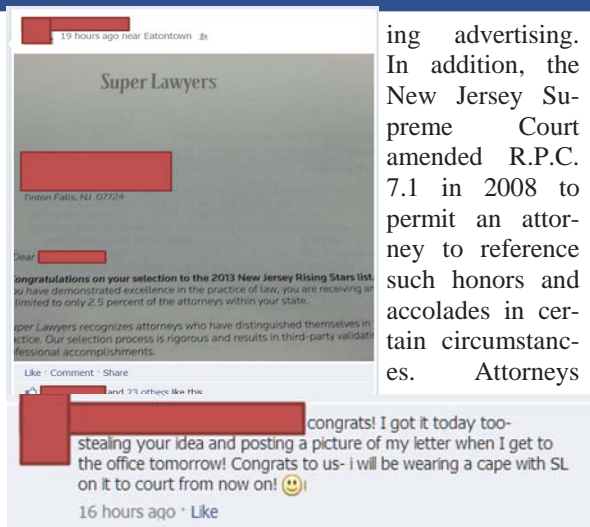 19 hours ago near Eatontown
Super Lawyers
Tinton Falls, NJ 07724
Dear
ongratulations on your selection to the 2013 New Jersey Rising Stars list.
ou have demonstrated excellence in the practice of law, you are receiving an
limited to only 2.5 percent of the attorneys within your state.
uper Lawyers recognizes attorneys who have distinguished themselves in
ctice. Our selection process is rigorous and results in third-party validati
fessional accomplishments.
Like · Comment · Share
and 23 others like this
ing advertising.
In addition, the
New Jersey Su-
preme Court
amended R.P.C.
7.1 in 2008 to
permit an attor-
ney to reference
such honors and
accolades in cer-
tain circumstanc-
es. Attorneys
congrats! I got it today too-
stealing your idea and posting a picture of my letter when I get to
the office tomorrow! Congrats to us- i will be wearing a cape with SL
on it to court from now on!
16 hours ago · Like